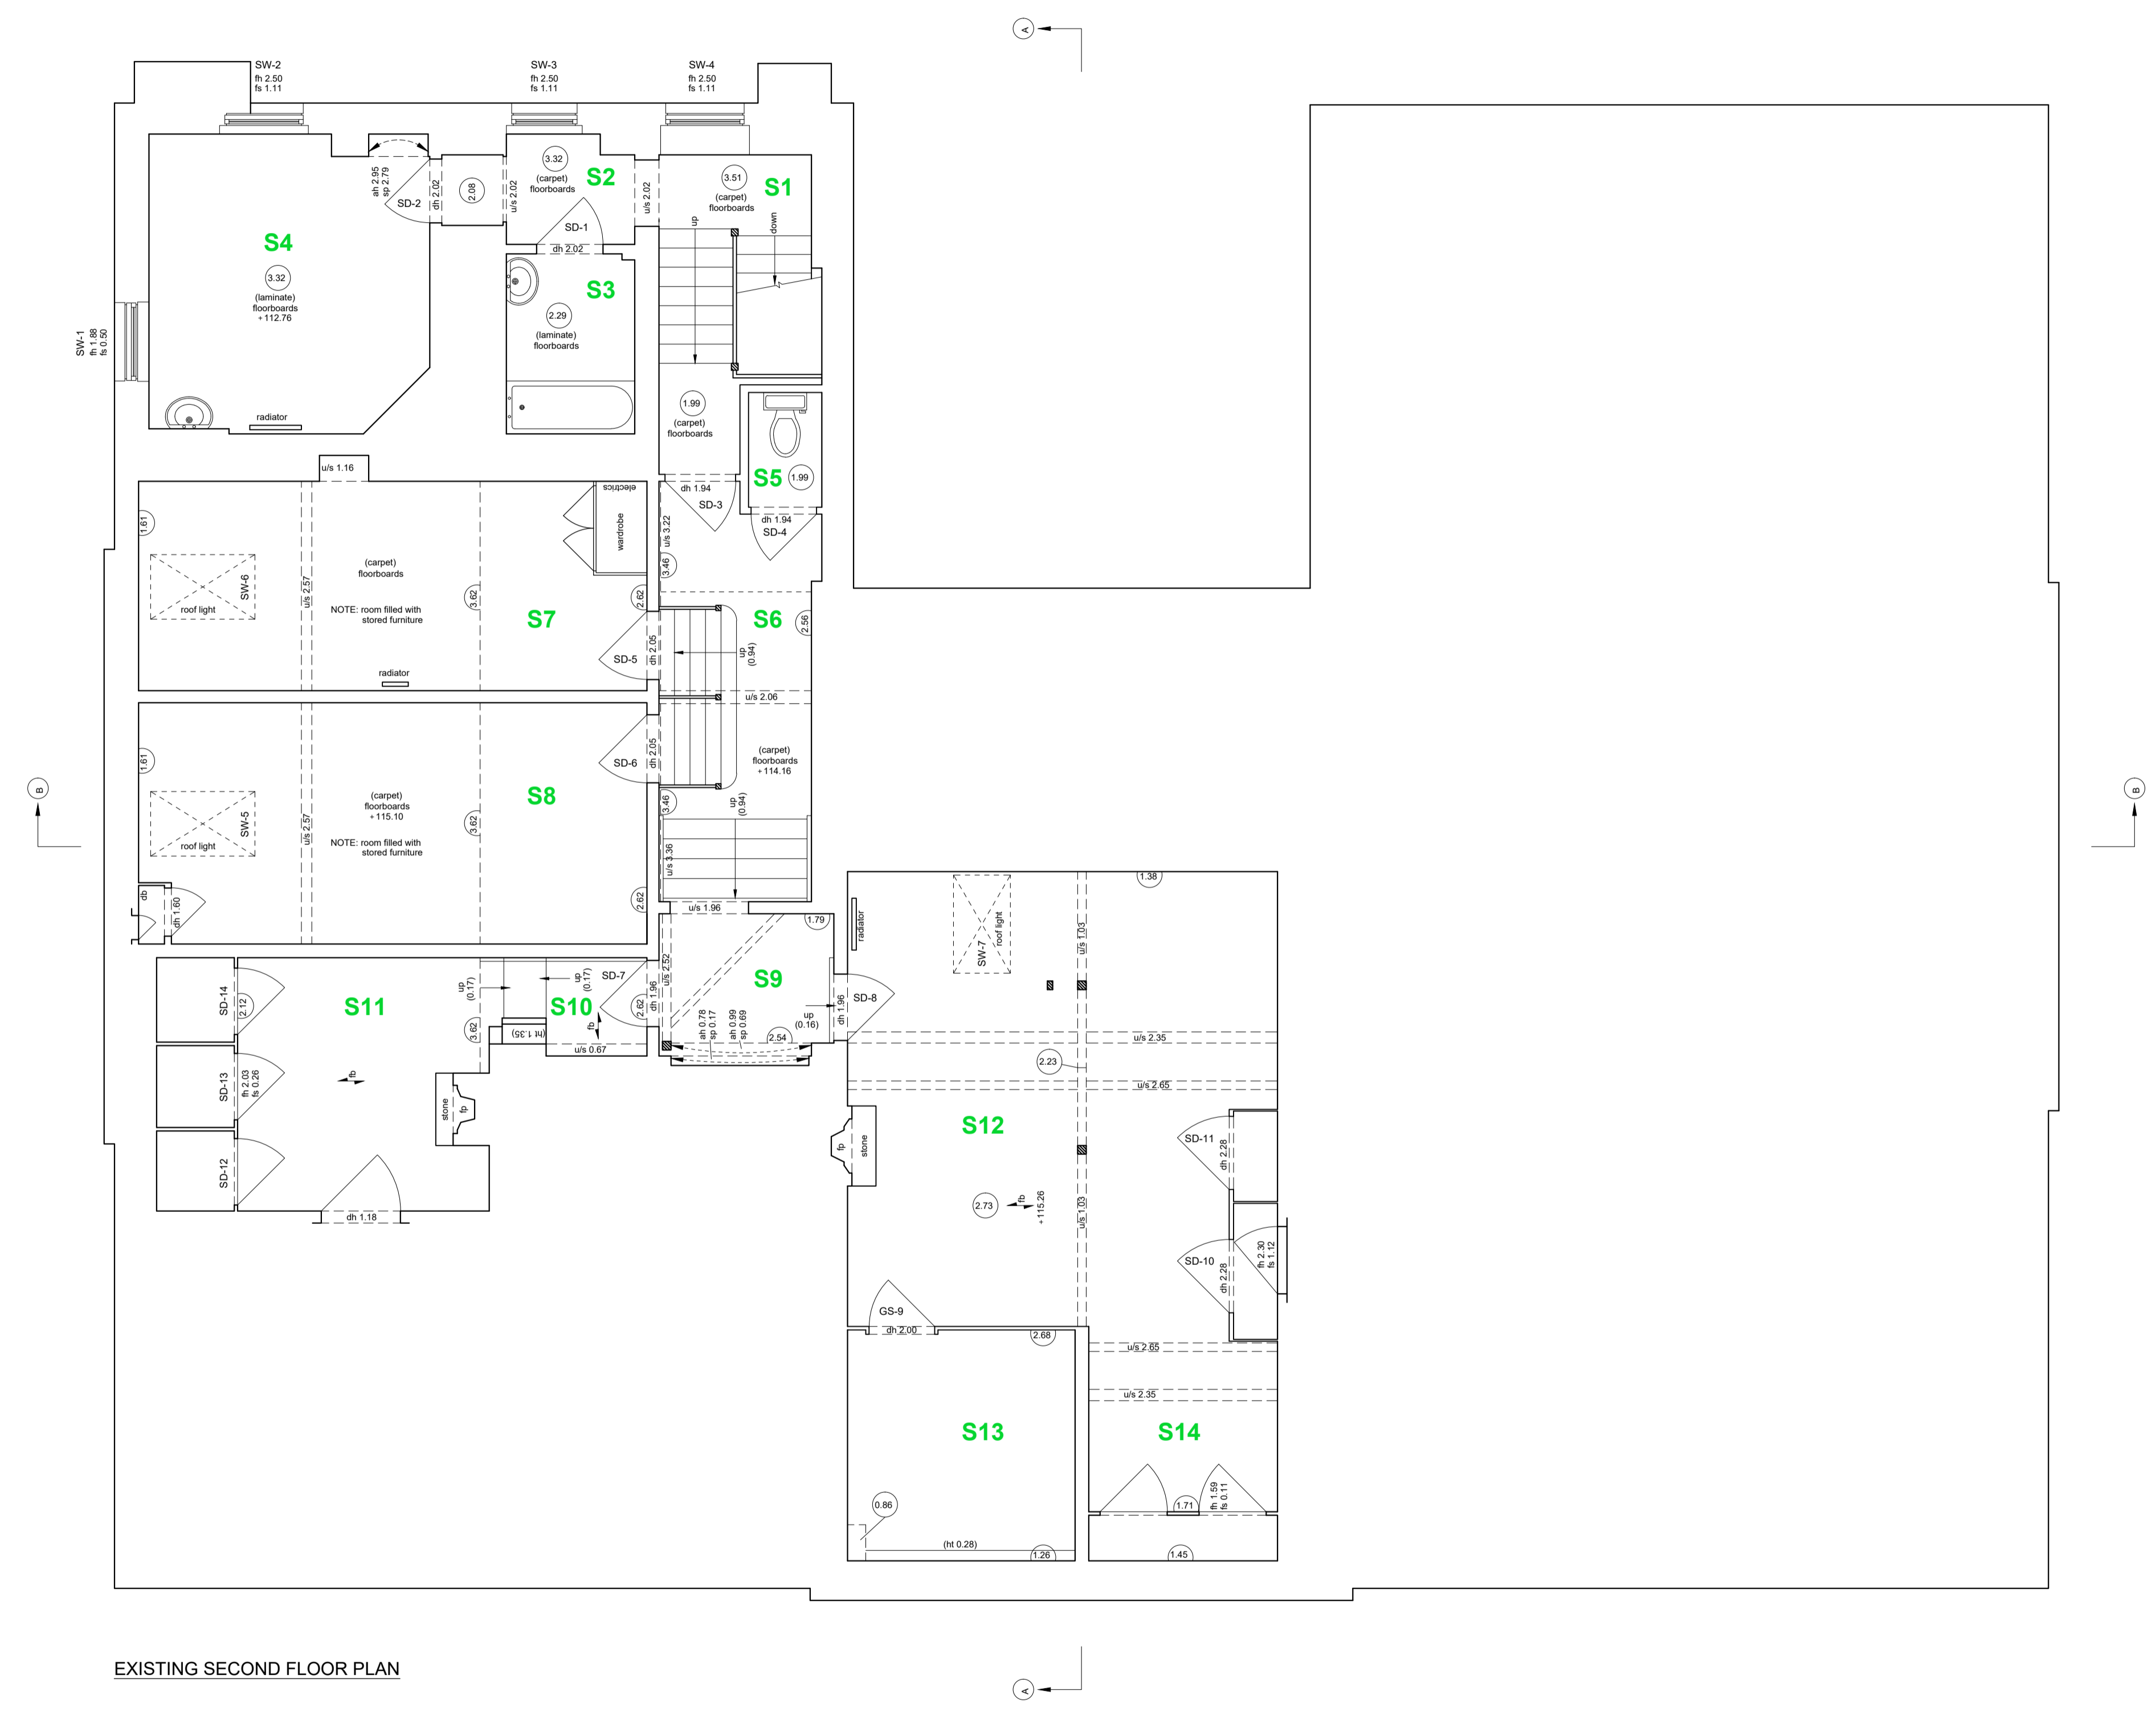 A
SW-2
fh 2.50
fs 1.11
SW-3
fh 2.50
fs 1.11
SW-4
fh 2.50
fs 1.11
ah 2.95
sp 2.79
SD-2
dh 2.02
2.08
u/s 2.02
3.32
(carpet)
floorboards
S2
SD-1
dh 2.02
u/s 2.02
3.51
(carpet)
floorboards
S1
up
down
S4
3.32
(laminate)
floorboards
+112.76
SW-1
fh 1.88
fs 0.50
radiator
S3
2.29
(laminate)
floorboards
1.99
(carpet)
floorboards
dh 1.94
SD-3
S5
1.99
dh 1.94
SD-4
u/s 1.16
1.61
roof light
SW-6
u/s 2.57
(carpet)
floorboards
NOTE: room filled with
stored furniture
radiator
3.62
S7
electrics
wardrobe
2.62
SD-5
dh 2.05
u/s 3.22
3.46
S6
2.56
up
(0.94)
u/s 2.06
(carpet)
floorboards
+114.16
up
(0.94)
3.46
u/s 3.36
u/s 1.96
1.61
roof light
SW-5
u/s 2.57
(carpet)
floorboards
+115.10
NOTE: room filled with
stored furniture
3.62
S8
SD-6
dh 2.05
2.62
db
dh 1.60
B
B
SD-14
2.12
S11
SD-13
fh 2.03
fs 0.26
SD-12
fb
dh 1.18
stone
fp
up
(0.17)
3.62
up
(0.17)
(ht 1.35)
SD-7
S10
fb
2.62
dh 1.96
u/s 0.67
u/s 2.52
1.79
S9
ah 0.78
sp 0.17
ah 0.99
sp 0.69
2.54
up
(0.16)
dh 1.96
SD-8
radiator
SW-7
roof light
1.38
u/s 1.03
u/s 2.35
2.23
u/s 2.65
S12
fp
stone
2.73
fb
+115.26
u/s 1.03
SD-11
dh 2.28
SD-10
dh 2.28
fh 2.30
fs 1.12
GS-9
dh 2.00
2.68
u/s 2.65
u/s 2.35
S13
S14
0.86
(ht 0.28)
1.26
1.71
fh 1.59
fs 0.11
1.45
EXISTING SECOND FLOOR PLAN
A